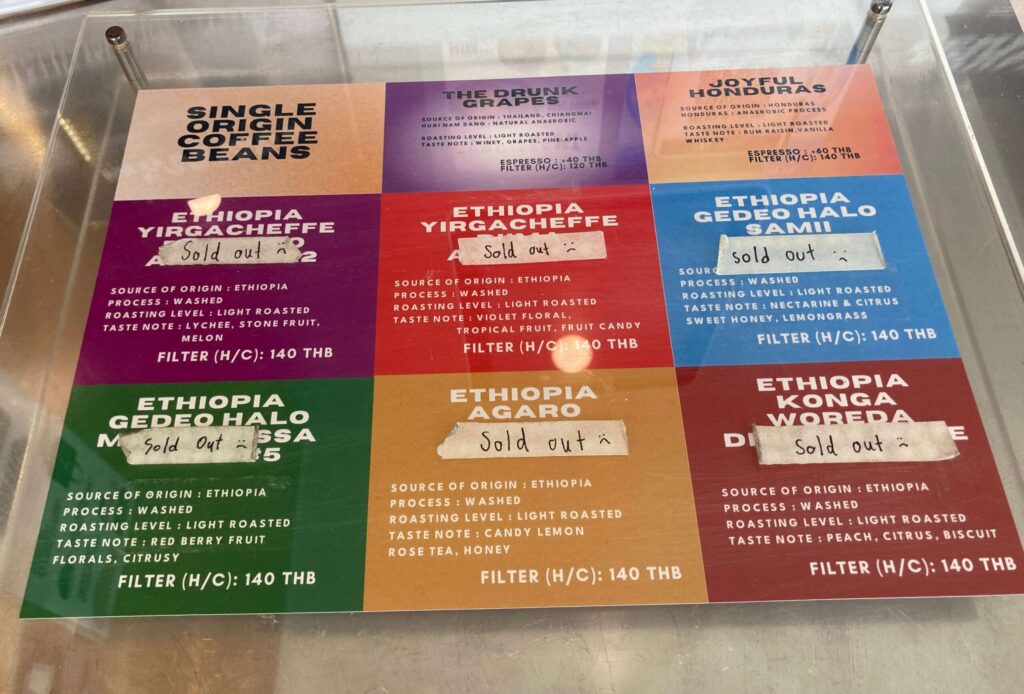 SINGLE
ORIGIN
COFFEE
BEANS
THE DRUNK
GRAPES
SOURCE OF ORIGIN : THAILAND, CHIANGMAI
HUAI NAM DANG : NATURAL ANAEROBIC
ROASTING LEVEL : LIGHT ROASTED
TASTE NOTE : WINEY, GRAPES, PINE-APPLE
ESPRESSO : +40 THB
FILTER (H/C): 120 THB
JOYFUL
HONDURAS
SOURCE OF ORIGIN : HONDURAS
HONDURAS : ANAEROBIC PROCESS
ROASTING LEVEL : LIGHT ROASTED
TASTE NOTE : RUM RAISIN,VANILLA
WHISKEY
ESPRESSO : +60 THB
FILTER (H/C): 140 THB
ETHIOPIA
YIRGACHEFFE
Sold out
SOURCE OF ORIGIN : ETHIOPIA
PROCESS : WASHED
ROASTING LEVEL : LIGHT ROASTED
TASTE NOTE : LYCHEE, STONE FRUIT,
MELON
FILTER (H/C): 140 THB
ETHIOPIA
YIRGACHEFFE
Sold out
SOURCE OF ORIGIN : ETHIOPIA
PROCESS : WASHED
ROASTING LEVEL : LIGHT ROASTED
TASTE NOTE : VIOLET FLORAL,
TROPICAL FRUIT, FRUIT CANDY
FILTER (H/C): 140 THB
ETHIOPIA
GEDEO HALO
SAMII
sold out
PROCESS : WASHED
ROASTING LEVEL : LIGHT ROASTED
TASTE NOTE : NECTARINE & CITRUS
SWEET HONEY, LEMONGRASS
FILTER (H/C): 140 THB
ETHIOPIA
GEDEO HALO
Sold Out
SOURCE OF ORIGIN : ETHIOPIA
PROCESS : WASHED
ROASTING LEVEL : LIGHT ROASTED
TASTE NOTE : RED BERRY FRUIT
FLORALS, CITRUSY
FILTER (H/C): 140 THB
ETHIOPIA
AGARO
Sold out
SOURCE OF ORIGIN : ETHIOPIA
PROCESS : WASHED
ROASTING LEVEL : LIGHT ROASTED
TASTE NOTE : CANDY LEMON
ROSE TEA, HONEY
FILTER (H/C): 140 THB
ETHIOPIA
KONGA
WOREDA
Sold out
SOURCE OF ORIGIN : ETHIOPIA
PROCESS : WASHED
ROASTING LEVEL : LIGHT ROASTED
TASTE NOTE : PEACH, CITRUS, BISCUIT
FILTER (H/C): 140 THB